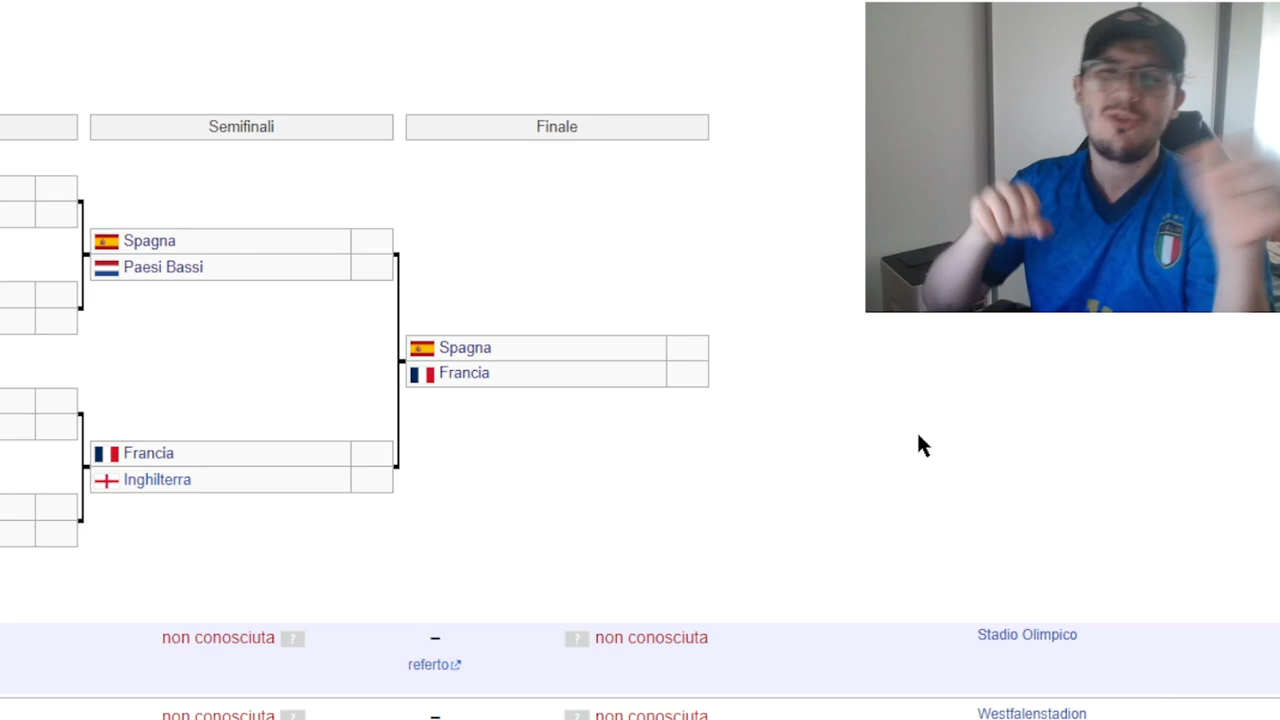 Semifinali
Finale
Spagna
Paesi Bassi
Spagna
Francia
Francia
Inghilterra
non conosciuta ? – ? non conosciuta Stadio Olimpico
referto
non conosciuta ? – ? non conosciuta Westfalenstadion